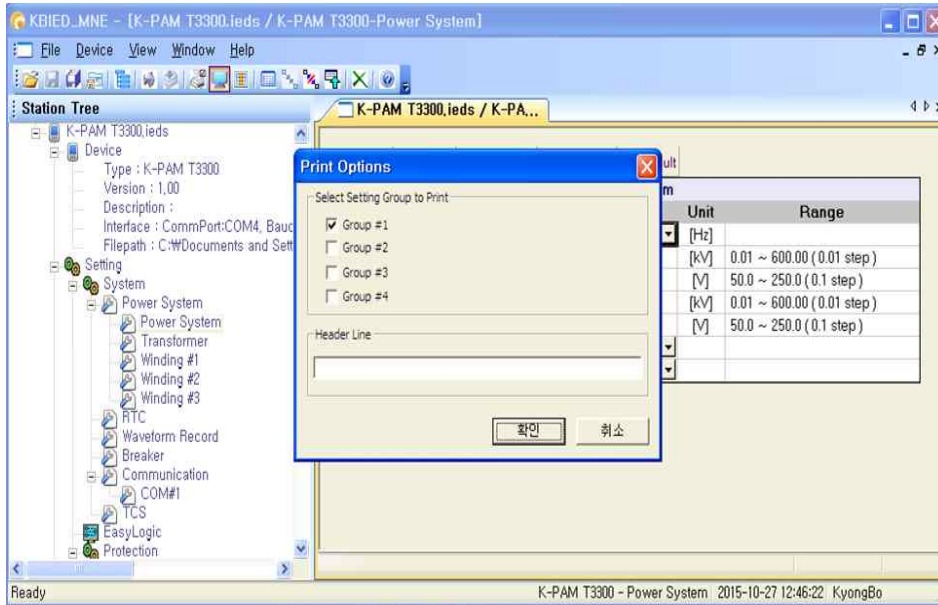 KBIED_MNE - [K-PAM T3300.ieds / K-PAM T3300-Power System]
File Device View Window Help
Station Tree
K-PAM T3300.ieds / K-PA...
K-PAM T3300.ieds
Device
Type : K-PAM T3300
Version : 1.00
Description :
Interface : CommPort:COM4, Baud
Filepath : C:₩Documents and Sett
Setting
System
Power System
Power System
Transformer
Winding #1
Winding #2
Winding #3
RTC
Waveform Record
Breaker
Communication
COM#1
TCS
EasyLogic
Protection
Print Options
Select Setting Group to Print
Group #1
Group #2
Group #3
Group #4
Header Line
확인 취소
Unit Range
[Hz]
[kV] 0.01 ~ 600.00 ( 0.01 step )
[V] 50.0 ~ 250.0 ( 0.1 step )
[kV] 0.01 ~ 600.00 ( 0.01 step )
[V] 50.0 ~ 250.0 ( 0.1 step )
Ready K-PAM T3300 - Power System 2015-10-27 12:46:22 KyongBo